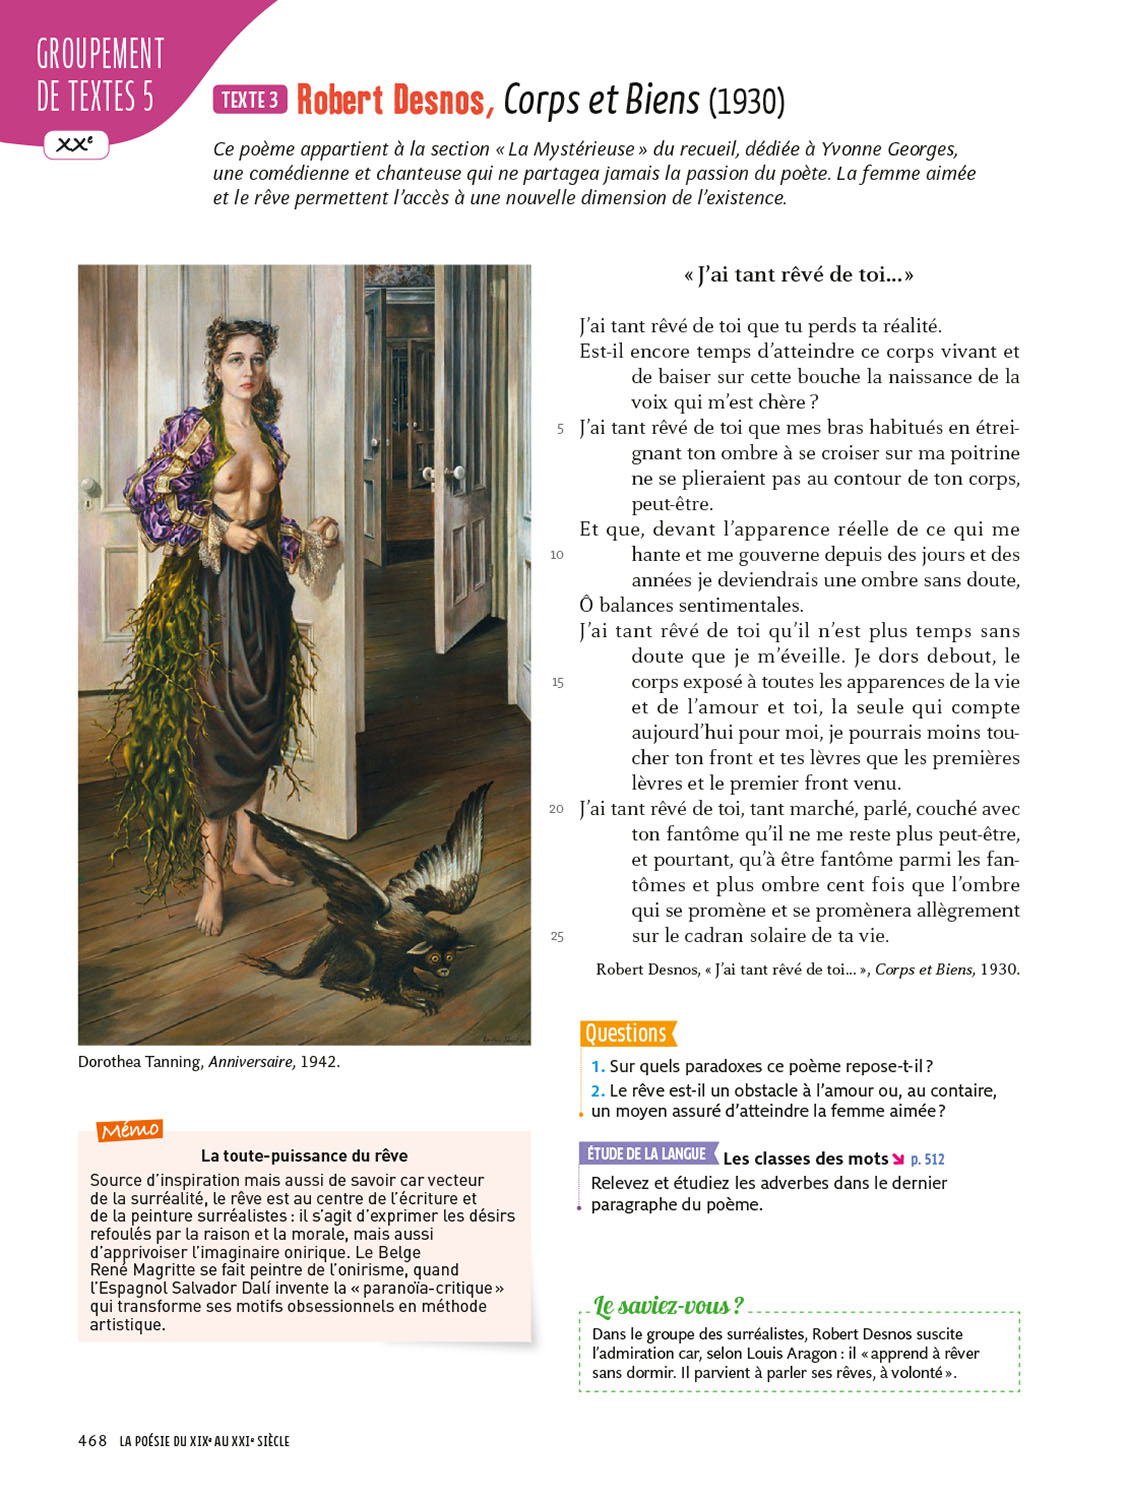 GROUPEMENT
DE TEXTES 5
XXe
TEXTE 3 Robert Desnos, Corps et Biens (1930)
Ce poème appartient à la section « La Mystérieuse » du recueil, dédiée à Yvonne Georges,
une comédienne et chanteuse qui ne partagea jamais la passion du poète. La femme aimée
et le rêve permettent l’accès à une nouvelle dimension de l’existence.
« J’ai tant rêvé de toi... »
J’ai tant rêvé de toi que tu perds ta réalité.
Est-il encore temps d’atteindre ce corps vivant et
de baiser sur cette bouche la naissance de la
voix qui m’est chère ?
5 J’ai tant rêvé de toi que mes bras habitués en étrei-
gnant ton ombre à se croiser sur ma poitrine
ne se plieraient pas au contour de ton corps,
peut-être.
Et que, devant l’apparence réelle de ce qui me
10 hante et me gouverne depuis des jours et des
années je deviendrais une ombre sans doute,
Ô balances sentimentales.
J’ai tant rêvé de toi qu’il n’est plus temps sans
doute que je m’éveille. Je dors debout, le
15 corps exposé à toutes les apparences de la vie
et de l’amour et toi, la seule qui compte
aujourd’hui pour moi, je pourrais moins tou-
cher ton front et tes lèvres que les premières
lèvres et le premier front venu.
20 J’ai tant rêvé de toi, tant marché, parlé, couché avec
ton fantôme qu’il ne me reste plus peut-être,
et pourtant, qu’à être fantôme parmi les fan-
tômes et plus ombre cent fois que l’ombre
qui se promène et se promènera allègrement
25 sur le cadran solaire de ta vie.
Robert Desnos, « J’ai tant rêvé de toi... », Corps et Biens, 1930.
Dorothea Tanning, Anniversaire, 1942.
Mémo
La toute-puissance du rêve
Source d’inspiration mais aussi de savoir car vecteur
de la surréalité, le rêve est au centre de l’écriture et
de la peinture surréalistes : il s’agit d’exprimer les désirs
refoulés par la raison et la morale, mais aussi
d’apprivoiser l’imaginaire onirique. Le Belge
René Magritte se fait peintre de l’onirisme, quand
l’Espagnol Salvador Dalí invente la « paranoïa-critique »
qui transforme ses motifs obsessionnels en méthode
artistique.
Questions
1. Sur quels paradoxes ce poème repose-t-il ?
2. Le rêve est-il un obstacle à l’amour ou, au contaire,
un moyen assuré d’atteindre la femme aimée ?
ÉTUDE DE LA LANGUE Les classes des mots p. 512
Relevez et étudiez les adverbes dans le dernier
paragraphe du poème.
Le saviez-vous ?
Dans le groupe des surréalistes, Robert Desnos suscite
l’admiration car, selon Louis Aragon : il « apprend à rêver
sans dormir. Il parvient à parler ses rêves, à volonté ».
468 LA POÉSIE DU XIXe AU XXIe SIÈCLE